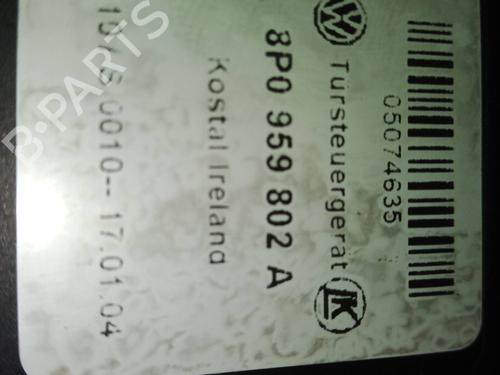 05074635
Türsteuergerät
8P0 959 802 A
Kostal Ireland
0010-- 17.01.04
B-PARTS